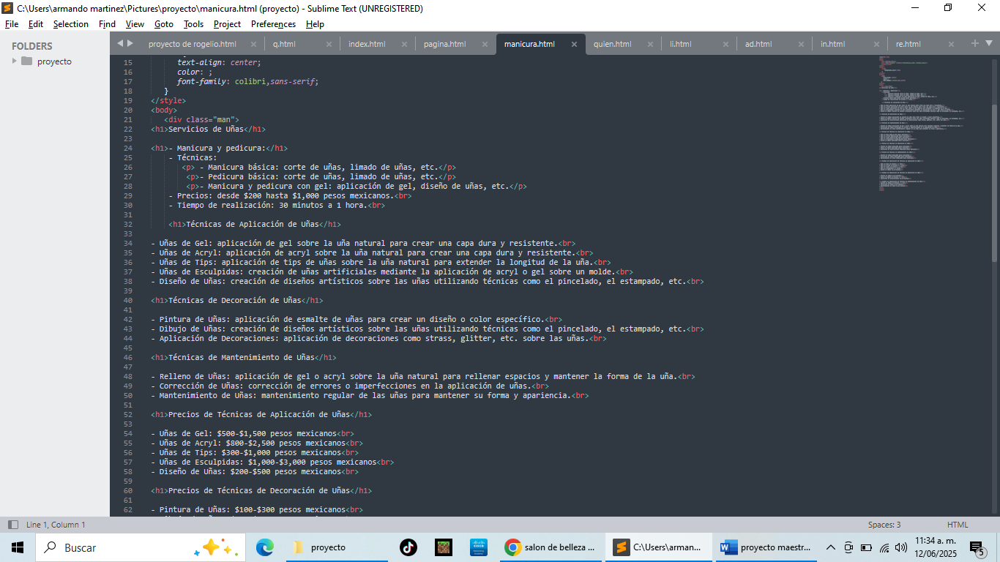 C:\Users\armando martinez\Pictures\proyecto\manicura.html (proyecto) - Sublime Text (UNREGISTERED)
File Edit Selection Find View Goto Tools Project Preferences Help
FOLDERS
proyecto
proyecto de rogelio.html × q.html × index.html × pagina.html × manicura.html × quien.html × li.html × ad.html × in.html × re.html ×
15 text-align: center;
16 color: ;
17 font-family: colibri,sans-serif;
18 }
19 </style>
20 <body>
21 <div class="man">
22 <h1>Servicios de Uñas</h1>
23
24 <h1>- Manicura y pedicura:</h1>
25 - Técnicas:
26 <p> - Manicura básica: corte de uñas, limado de uñas, etc.</p>
27 <p>- Pedicura básica: corte de uñas, limado de uñas, etc.</p>
28 <p>- Manicura y pedicura con gel: aplicación de gel, diseño de uñas, etc.</p>
29 - Precios: desde $200 hasta $1,000 pesos mexicanos.<br>
30 - Tiempo de realización: 30 minutos a 1 hora.<br>
31
32 <h1>Técnicas de Aplicación de Uñas</h1>
33
34 - Uñas de Gel: aplicación de gel sobre la uña natural para crear una capa dura y resistente.<br>
35 - Uñas de Acryl: aplicación de acryl sobre la uña natural para crear una capa dura y resistente.<br>
36 - Uñas de Tips: aplicación de tips de uñas sobre la uña natural para extender la longitud de la uña.<br>
37 - Uñas de Esculpidas: creación de uñas artificiales mediante la aplicación de acryl o gel sobre un molde.<br>
38 - Diseño de Uñas: creación de diseños artísticos sobre las uñas utilizando técnicas como el pincelado, el estampado, etc.<br>
39
40 <h1>Técnicas de Decoración de Uñas</h1>
41
42 - Pintura de Uñas: aplicación de esmalte de uñas para crear un diseño o color específico.<br>
43 - Dibujo de Uñas: creación de diseños artísticos sobre las uñas utilizando técnicas como el pincelado, el estampado, etc.<br>
44 - Aplicación de Decoraciones: aplicación de decoraciones como strass, glitter, etc. sobre las uñas.<br>
45
46 <h1>Técnicas de Mantenimiento de Uñas</h1>
47
48 - Relleno de Uñas: aplicación de gel o acryl sobre la uña natural para rellenar espacios y mantener la forma de la uña.<br>
49 - Corrección de Uñas: corrección de errores o imperfecciones en la aplicación de uñas.<br>
50 - Mantenimiento de Uñas: mantenimiento regular de las uñas para mantener su forma y apariencia.<br>
51
52 <h1>Precios de Técnicas de Aplicación de Uñas</h1>
53
54 - Uñas de Gel: $500-$1,500 pesos mexicanos<br>
55 - Uñas de Acryl: $800-$2,500 pesos mexicanos<br>
56 - Uñas de Tips: $300-$1,000 pesos mexicanos<br>
57 - Uñas de Esculpidas: $1,000-$3,000 pesos mexicanos<br>
58 - Diseño de Uñas: $200-$500 pesos mexicanos<br>
59
60 <h1>Precios de Técnicas de Decoración de Uñas</h1>
61
62 - Pintura de Uñas: $100-$300 pesos mexicanos<br>
Line 1, Column 1 Spaces: 3 HTML
Buscar proyecto salon de belleza ... C:\Users\arman... proyecto maestr... 11:34 a. m.
12/06/2025 5